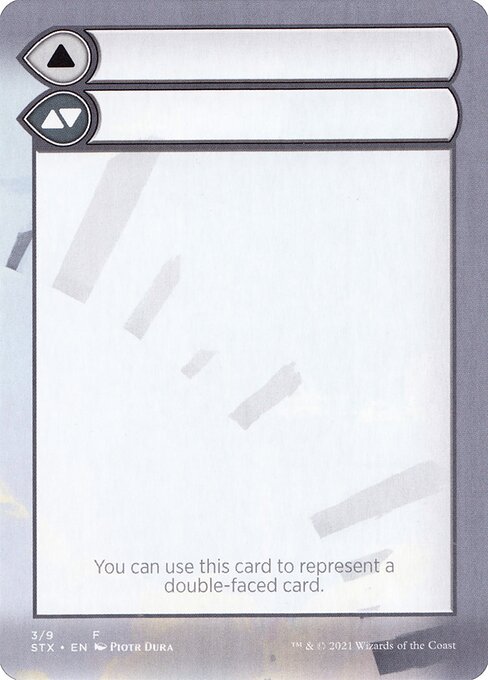 You can use this card to represent a
double-faced card.
3/9 F
STX • EN Piotr Dura
™ & © 2021 Wizards of the Coast